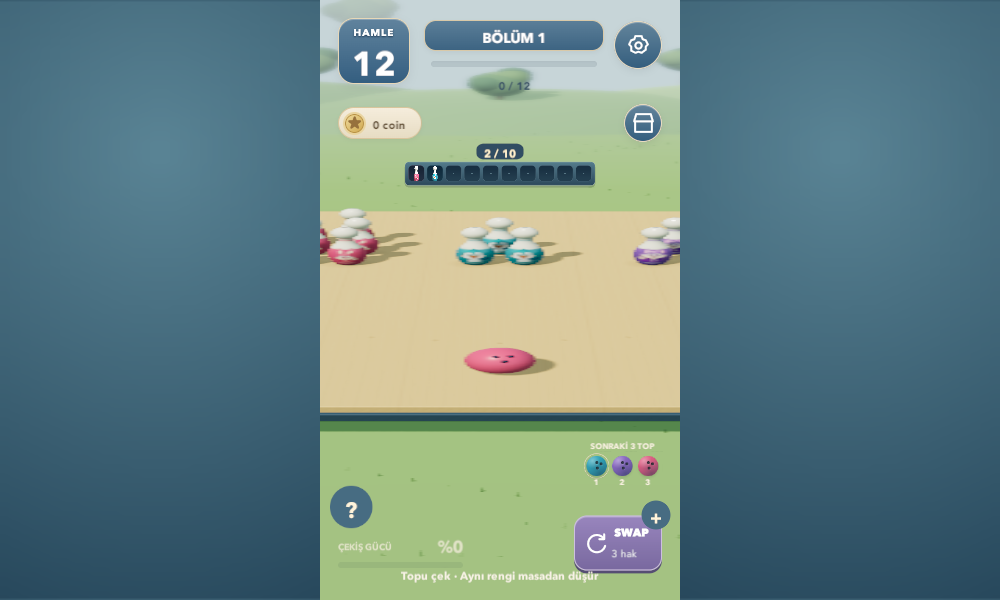 HAMLE
12
BÖLÜM 1
0 / 12
0 coin
2 / 10
SONRAKİ 3 TOP
1 2 3
?
+
SWAP
3 hak
ÇEKİŞ GÜCÜ %0
Topu çek · Aynı rengi masadan düşür